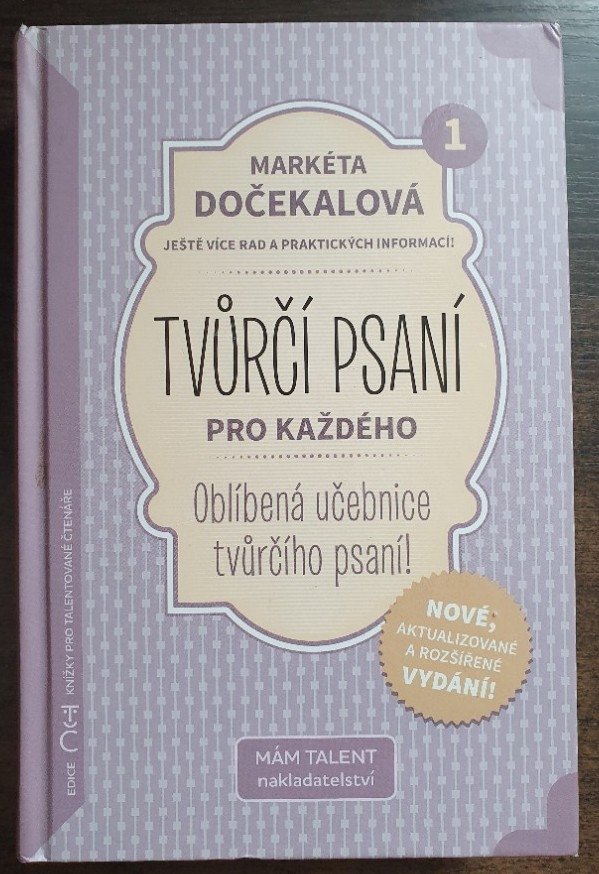 1
MARKÉTA
DOČEKALOVÁ
JEŠTĚ VÍCE RAD A PRAKTICKÝCH INFORMACÍ!
TVŮRČÍ PSANÍ
PRO KAŽDÉHO
Oblíbená učebnice
tvůrčího psaní!
NOVÉ,
AKTUALIZOVANÉ
A ROZŠÍŘENÉ
VYDÁNÍ!
MÁM TALENT
nakladatelství
EDICE KNÍŽKY PRO TALENTOVANÉ ČTENÁŘE